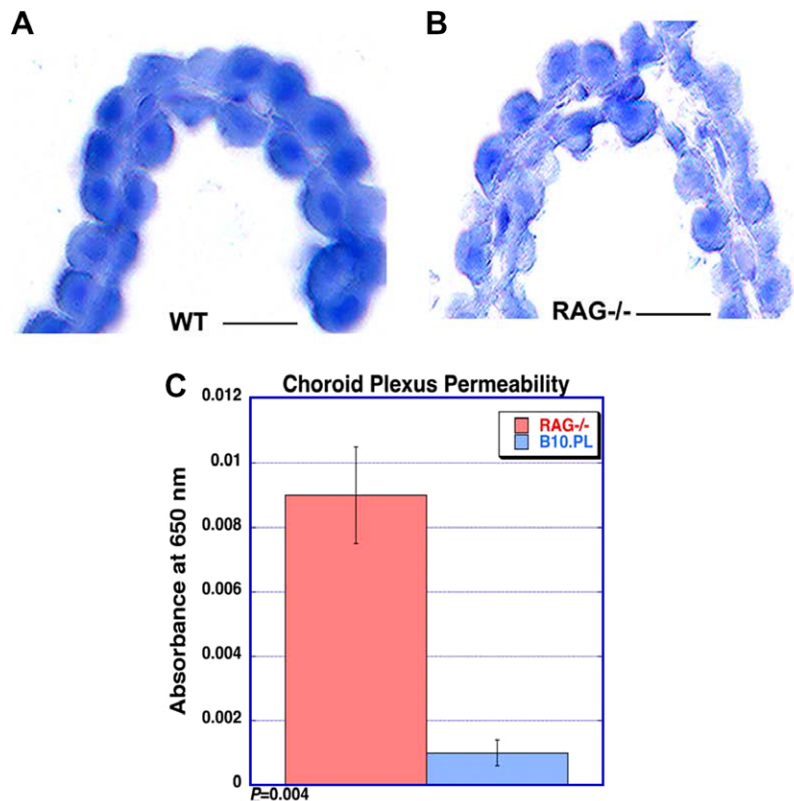 A
B
WT
RAG-/-
C
Choroid Plexus Permeability
0.012
0.01
0.008
0.006
0.004
0.002
0
Absorbance at 650 nm
RAG-/-
B10.PL
P=0.004